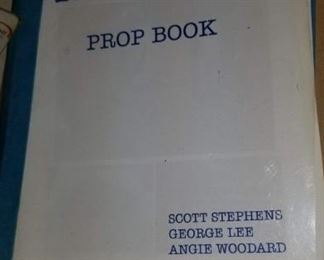 PROP BOOK
SCOTT STEPHENS
GEORGE LEE
ANGIE WOODARD